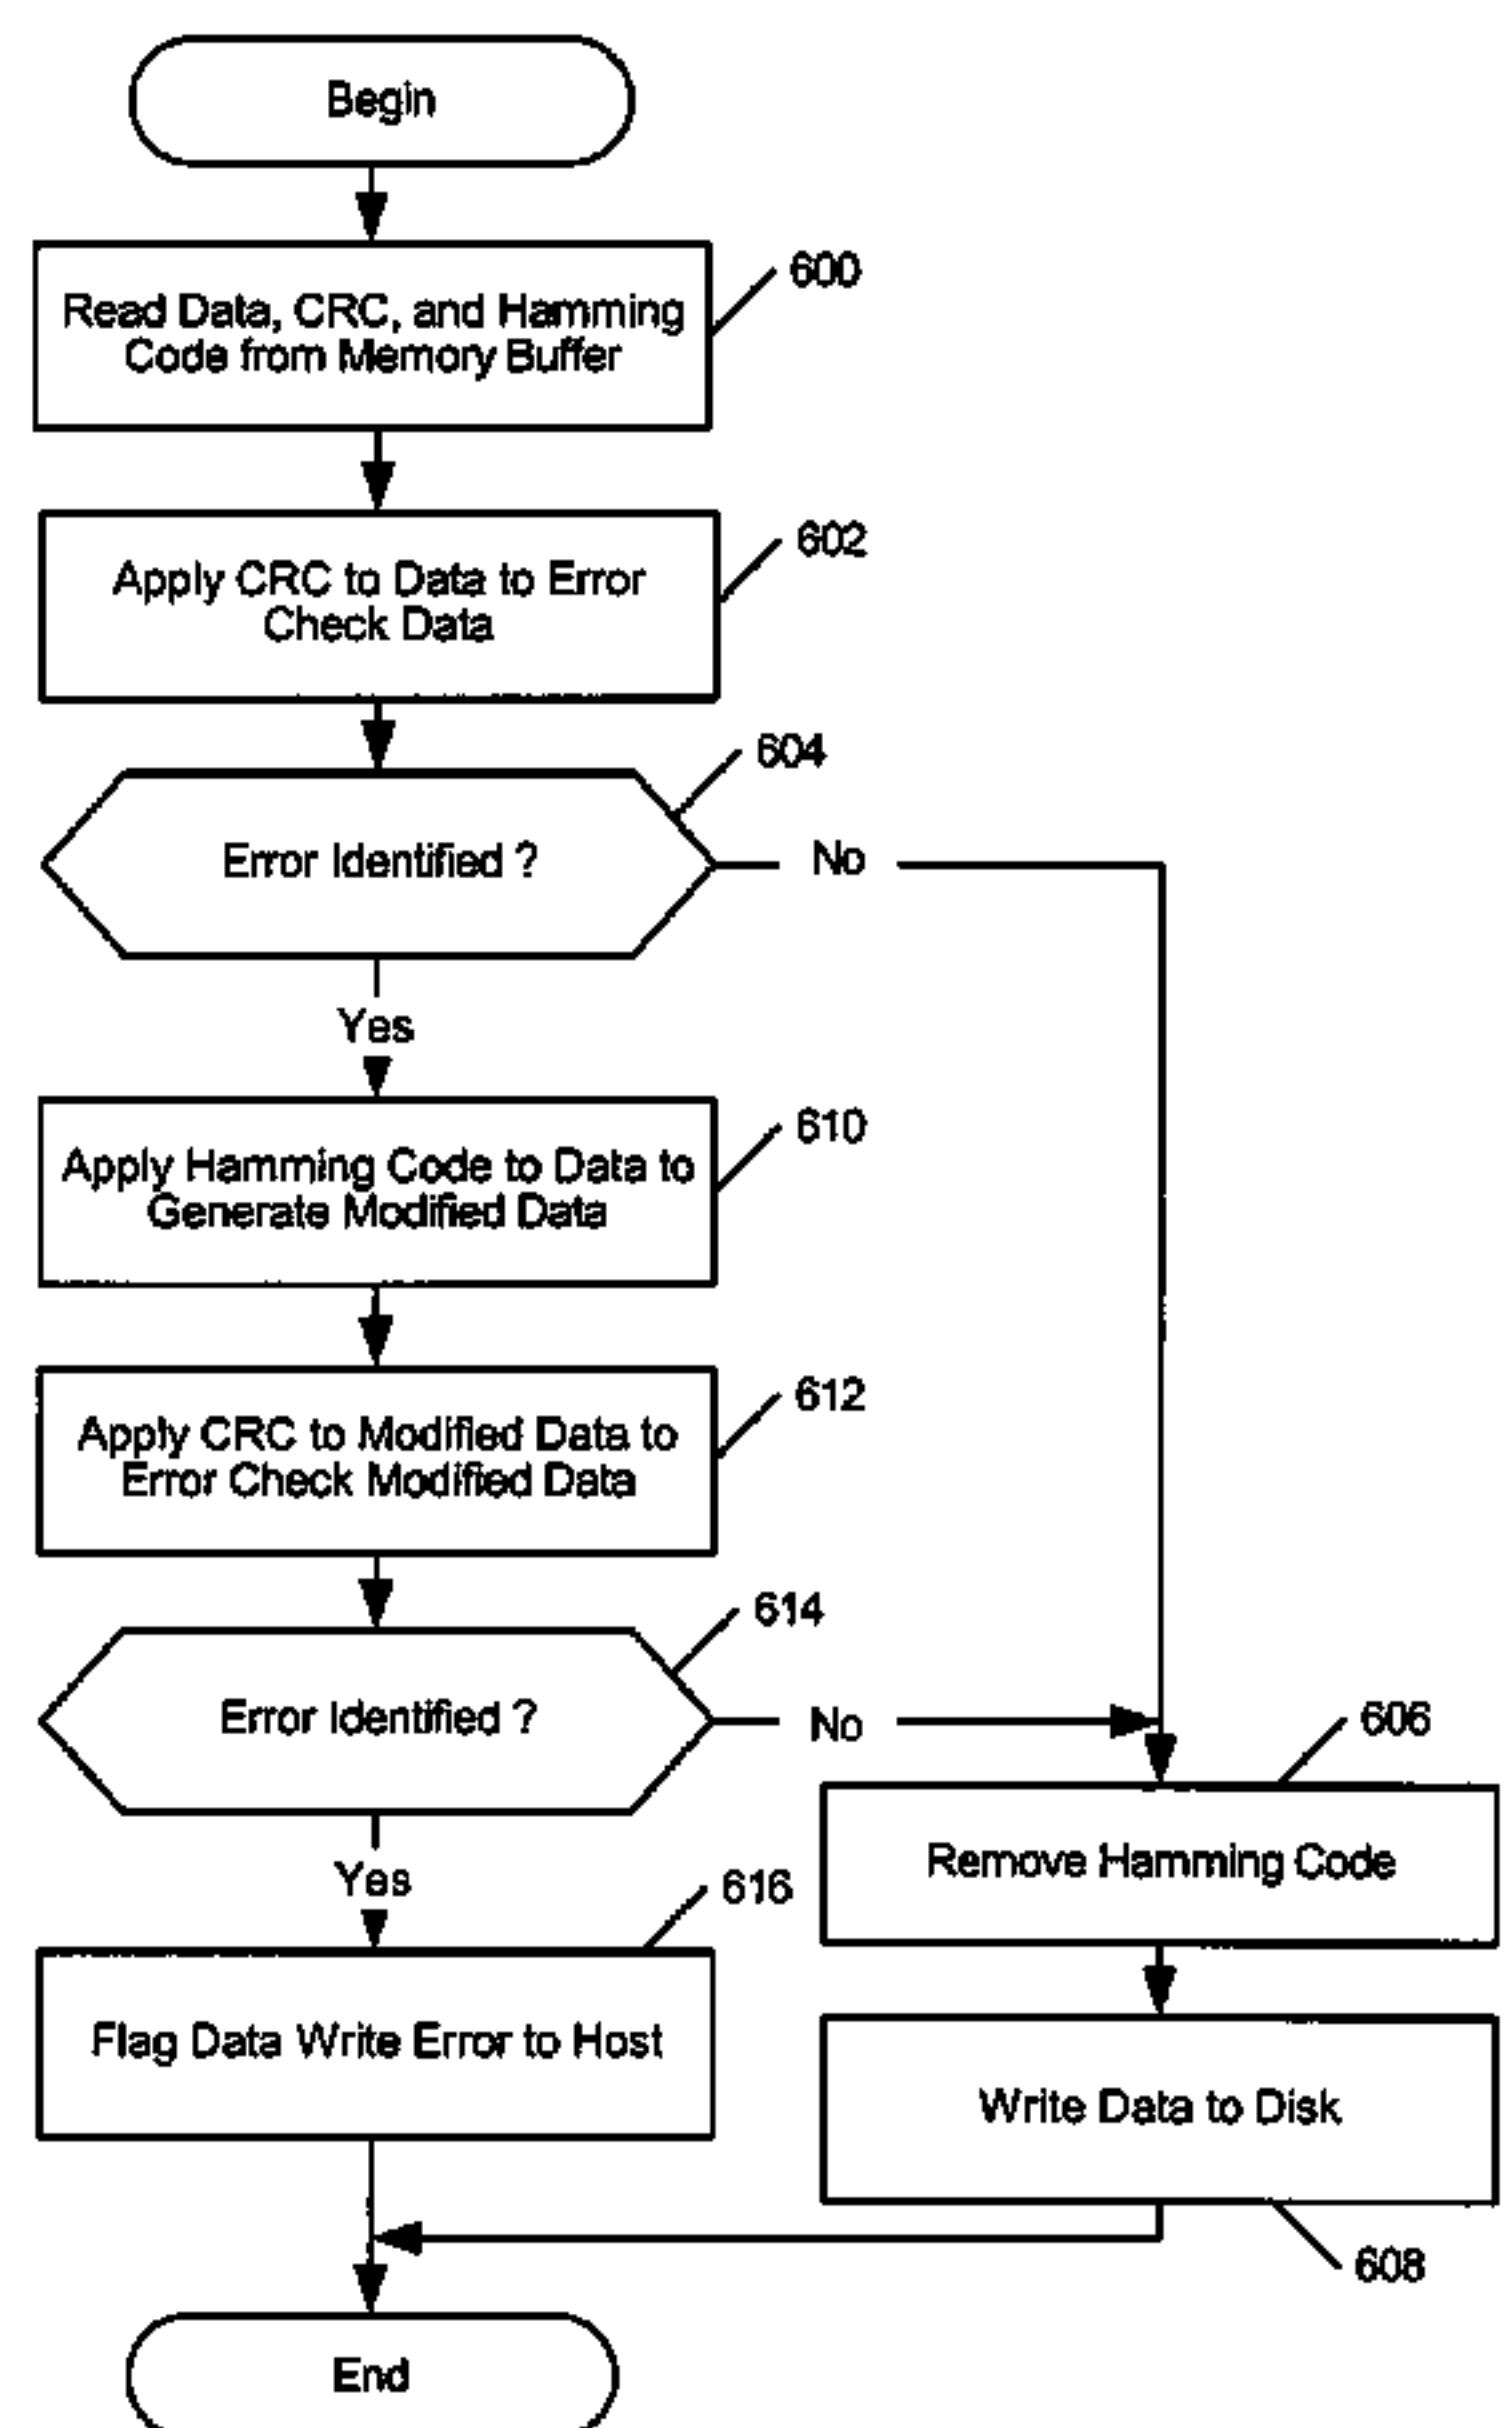 Begin
600
Read Data, CRC, and Hamming
Code from Memory Buffer
602
Apply CRC to Data to Error
Check Data
604
Error Identified ?
No
Yes
610
Apply Hamming Code to Data to
Generate Modified Data
612
Apply CRC to Modified Data to
Error Check Modified Data
614
Error Identified ?
No
606
Remove Hamming Code
Yes
616
Flag Data Write Error to Host
Write Data to Disk
608
End